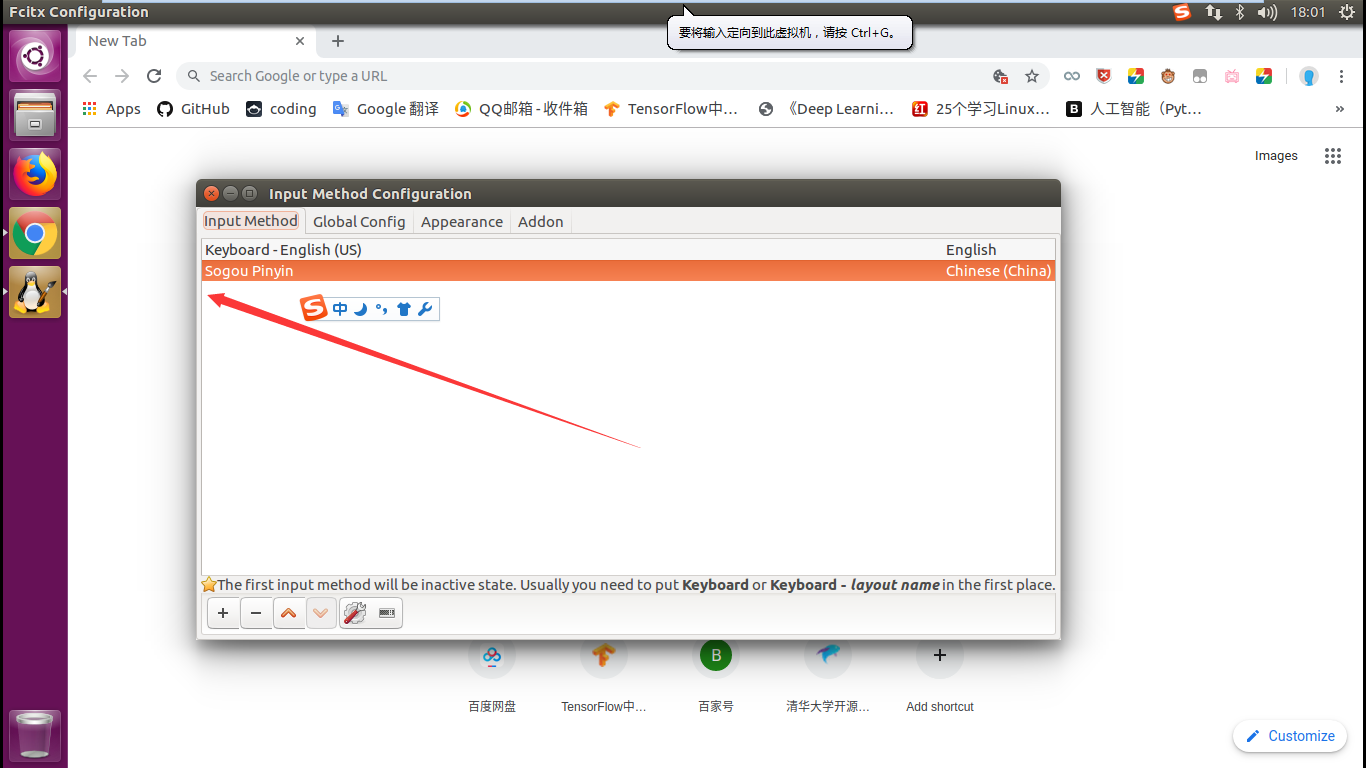 Fcitx Configuration
18:01
要将输入定向到此虚拟机，请按 Ctrl+G。
New Tab
Search Google or type a URL
Apps GitHub coding Google 翻译 QQ邮箱 - 收件箱 TensorFlow中… 《Deep Learni… 25个学习Linux… B 人工智能（Pyt… »
Images
Input Method Configuration
Input Method Global Config Appearance Addon
Keyboard - English (US) English
Sogou Pinyin Chinese (China)
S 中
The first input method will be inactive state. Usually you need to put Keyboard or Keyboard - layout name in the first place.
B
百度网盘 TensorFlow中… 百家号 清华大学开源… Add shortcut
Customize